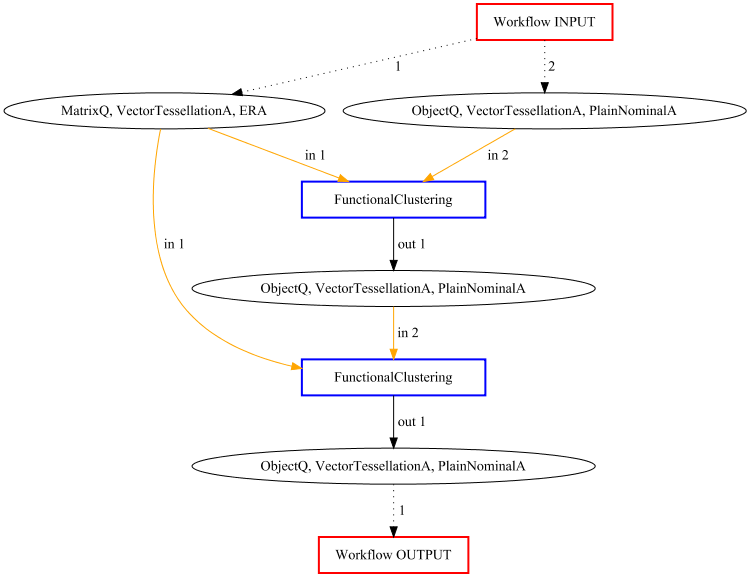 Workflow INPUT
1
2
MatrixQ, VectorTessellationA, ERA
ObjectQ, VectorTessellationA, PlainNominalA
in 1
in 2
FunctionalClustering
in 1
out 1
ObjectQ, VectorTessellationA, PlainNominalA
in 2
FunctionalClustering
out 1
ObjectQ, VectorTessellationA, PlainNominalA
1
Workflow OUTPUT